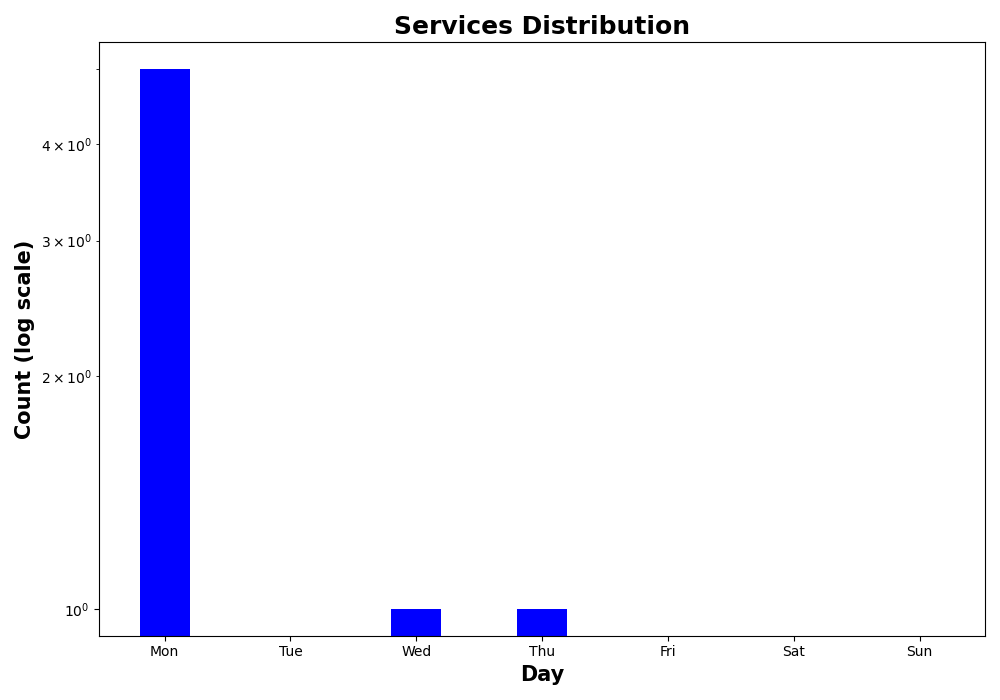 Services Distribution
Count (log scale)
4 × 10⁰
3 × 10⁰
2 × 10⁰
10⁰
Mon Tue Wed Thu Fri Sat Sun
Day